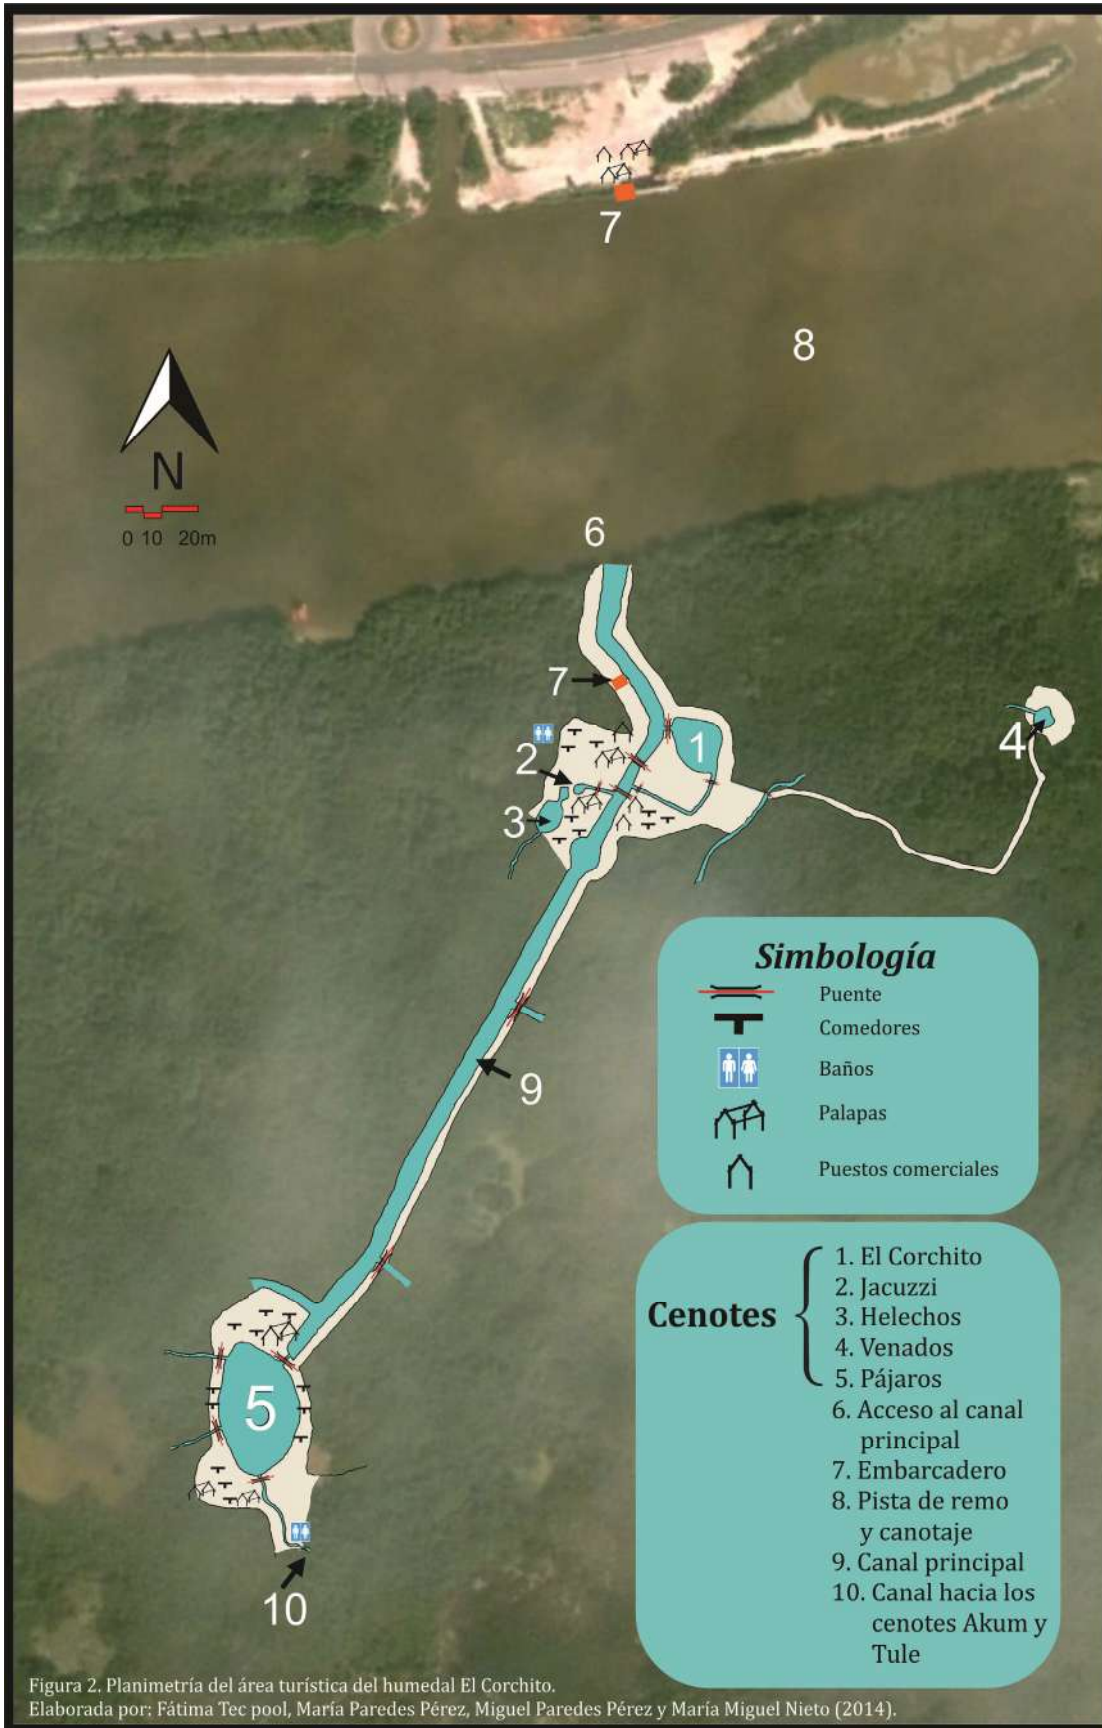 7
8
N
0 10 20m
6
7
1
2
4
3
Simbología
Puente
Comedores
Baños
Palapas
Puestos comerciales
9
Cenotes
1. El Corchito
2. Jacuzzi
3. Helechos
4. Venados
5. Pájaros
6. Acceso al canal
principal
7. Embarcadero
8. Pista de remo
y canotaje
9. Canal principal
10. Canal hacia los
cenotes Akum y
Tule
5
10
Figura 2. Planimetría del área turística del humedal El Corchito.
Elaborada por: Fátima Tec pool, María Paredes Pérez, Miguel Paredes Pérez y María Miguel Nieto (2014).